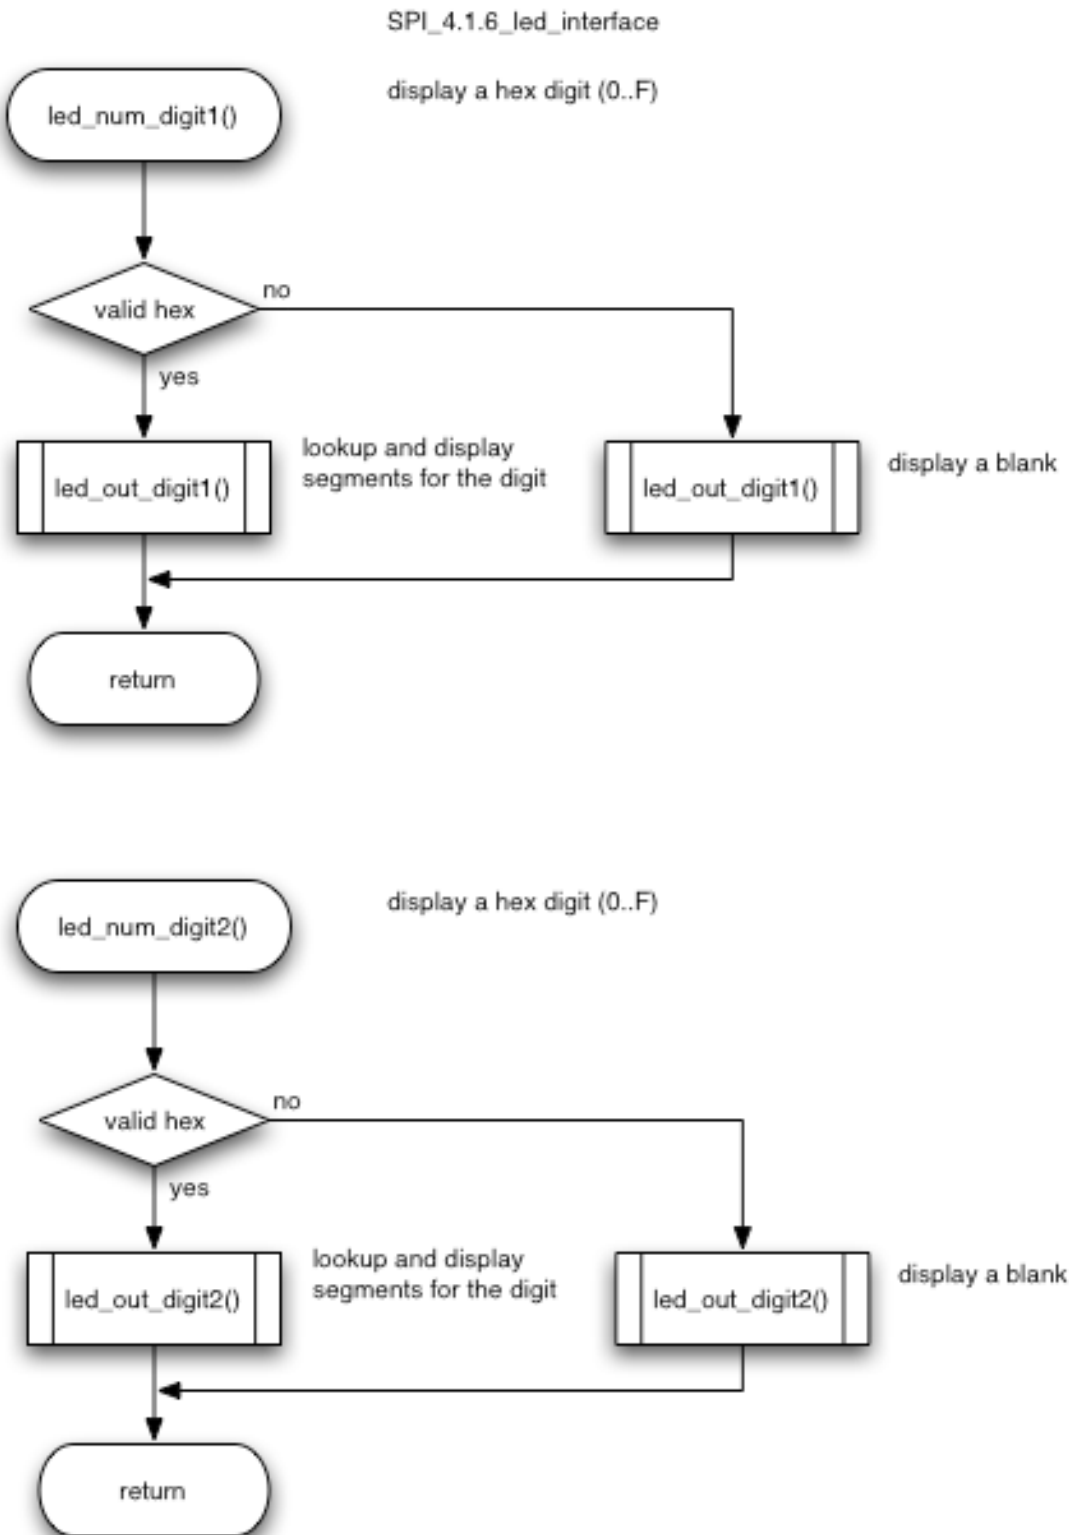 SPI_4.1.6_led_interface
display a hex digit (0..F)
led_num_digit1()
no
valid hex
yes
lookup and display
segments for the digit
led_out_digit1()
led_out_digit1()
display a blank
return
display a hex digit (0..F)
led_num_digit2()
no
valid hex
yes
lookup and display
segments for the digit
led_out_digit2()
led_out_digit2()
display a blank
return